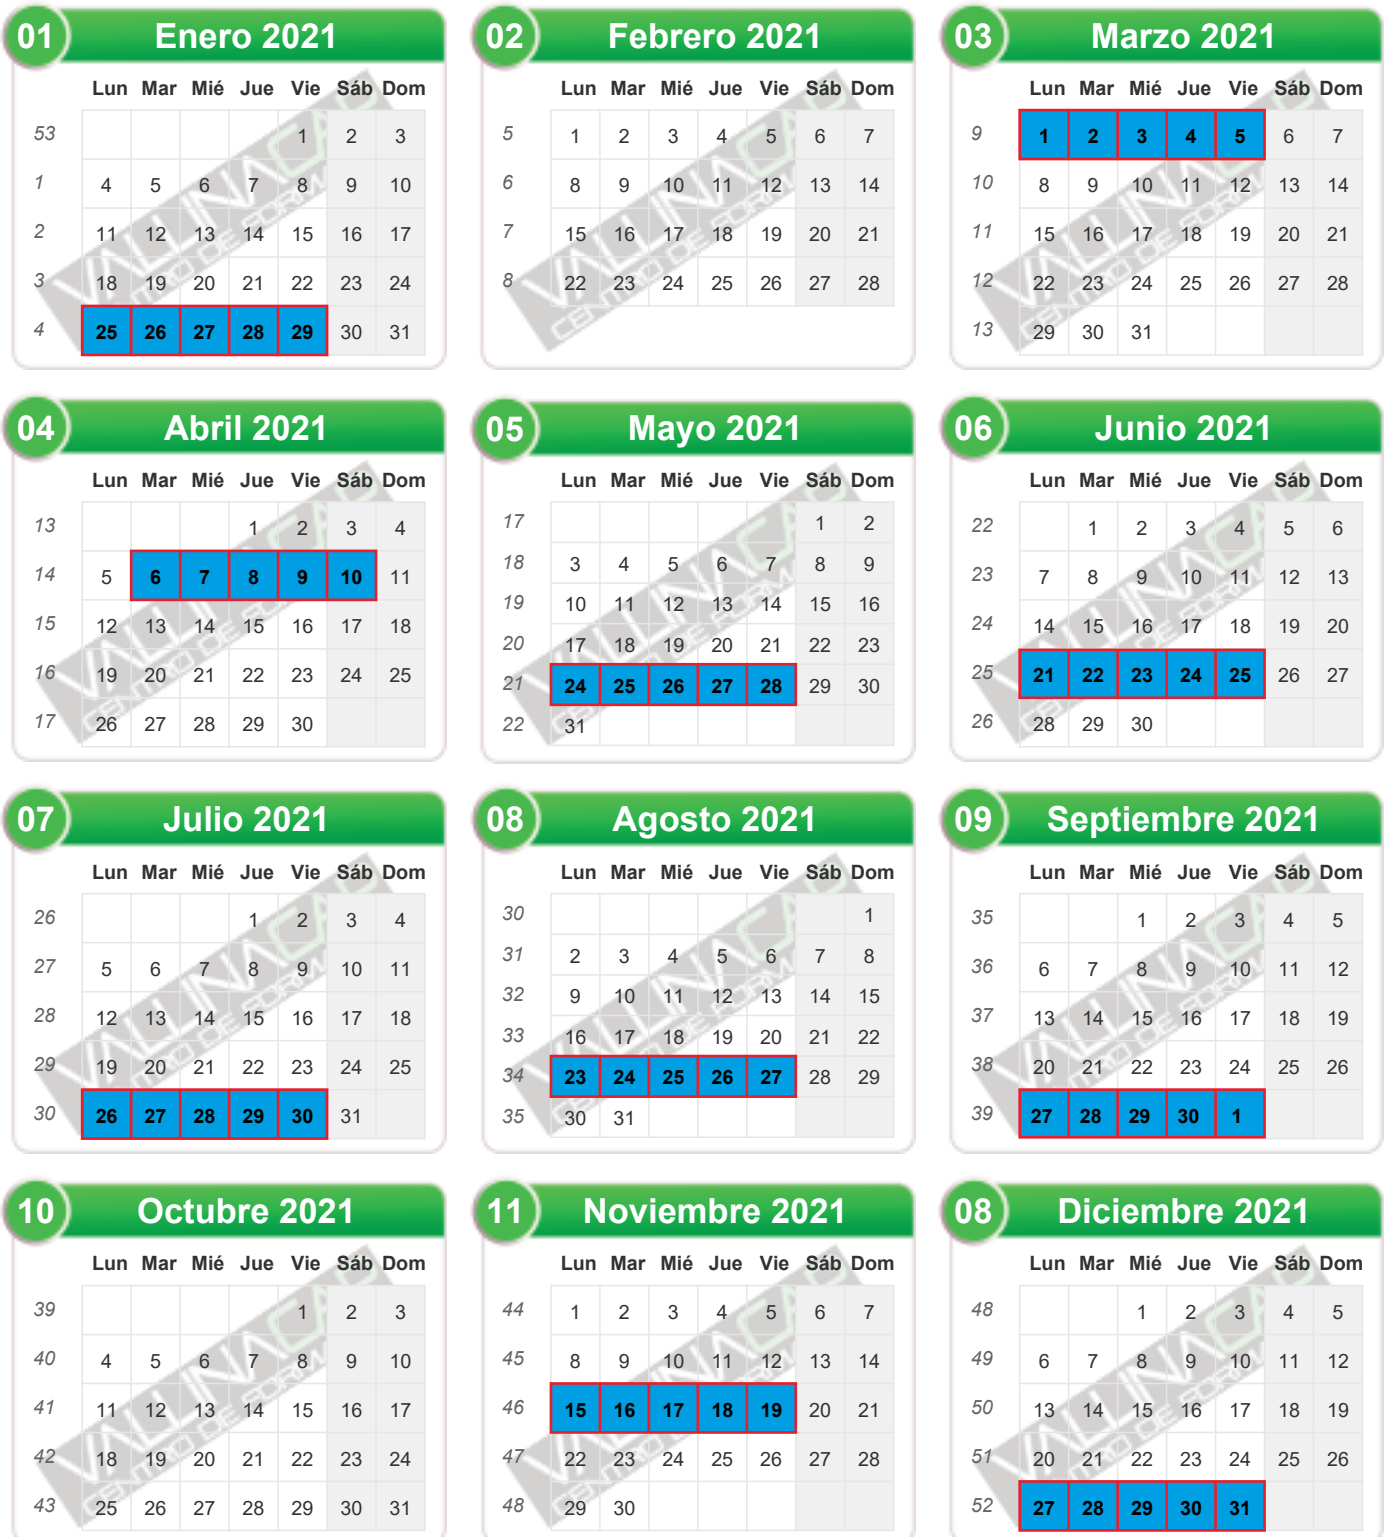 01 Enero 2021
Lun Mar Mié Jue Vie Sáb Dom
53 1 2 3
1 4 5 6 7 8 9 10
2 11 12 13 14 15 16 17
3 18 19 20 21 22 23 24
4 25 26 27 28 29 30 31
02 Febrero 2021
Lun Mar Mié Jue Vie Sáb Dom
5 1 2 3 4 5 6 7
6 8 9 10 11 12 13 14
7 15 16 17 18 19 20 21
8 22 23 24 25 26 27 28
03 Marzo 2021
Lun Mar Mié Jue Vie Sáb Dom
9 1 2 3 4 5 6 7
10 8 9 10 11 12 13 14
11 15 16 17 18 19 20 21
12 22 23 24 25 26 27 28
13 29 30 31
04 Abril 2021
Lun Mar Mié Jue Vie Sáb Dom
13 1 2 3 4
14 5 6 7 8 9 10 11
15 12 13 14 15 16 17 18
16 19 20 21 22 23 24 25
17 26 27 28 29 30
05 Mayo 2021
Lun Mar Mié Jue Vie Sáb Dom
17 1 2
18 3 4 5 6 7 8 9
19 10 11 12 13 14 15 16
20 17 18 19 20 21 22 23
21 24 25 26 27 28 29 30
22 31
06 Junio 2021
Lun Mar Mié Jue Vie Sáb Dom
22 1 2 3 4 5 6
23 7 8 9 10 11 12 13
24 14 15 16 17 18 19 20
25 21 22 23 24 25 26 27
26 28 29 30
07 Julio 2021
Lun Mar Mié Jue Vie Sáb Dom
26 1 2 3 4
27 5 6 7 8 9 10 11
28 12 13 14 15 16 17 18
29 19 20 21 22 23 24 25
30 26 27 28 29 30 31
08 Agosto 2021
Lun Mar Mié Jue Vie Sáb Dom
30 1
31 2 3 4 5 6 7 8
32 9 10 11 12 13 14 15
33 16 17 18 19 20 21 22
34 23 24 25 26 27 28 29
35 30 31
09 Septiembre 2021
Lun Mar Mié Jue Vie Sáb Dom
35 1 2 3 4 5
36 6 7 8 9 10 11 12
37 13 14 15 16 17 18 19
38 20 21 22 23 24 25 26
39 27 28 29 30 1
10 Octubre 2021
Lun Mar Mié Jue Vie Sáb Dom
39 1 2 3
40 4 5 6 7 8 9 10
41 11 12 13 14 15 16 17
42 18 19 20 21 22 23 24
43 25 26 27 28 29 30 31
11 Noviembre 2021
Lun Mar Mié Jue Vie Sáb Dom
44 1 2 3 4 5 6 7
45 8 9 10 11 12 13 14
46 15 16 17 18 19 20 21
47 22 23 24 25 26 27 28
48 29 30
08 Diciembre 2021
Lun Mar Mié Jue Vie Sáb Dom
48 1 2 3 4 5
49 6 7 8 9 10 11 12
50 13 14 15 16 17 18 19
51 20 21 22 23 24 25 26
52 27 28 29 30 31